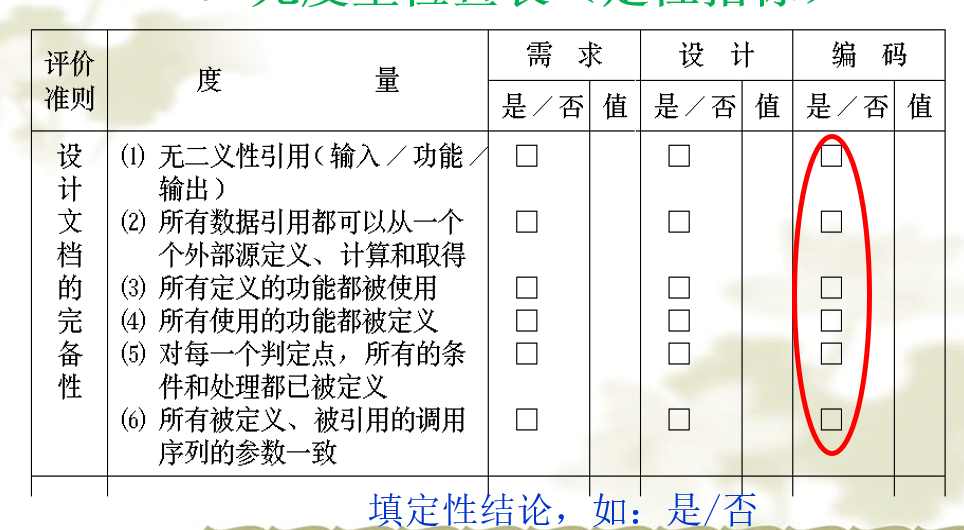 评价准则 度 量 需 求 设 计 编 码
是／否 值 是／否 值 是／否 值
设计文档的完备性
⑴ 无二义性引用（输入／功能／
输出）
⑵ 所有数据引用都可以从一个
个外部源定义、计算和取得
⑶ 所有定义的功能都被使用
⑷ 所有使用的功能都被定义
⑸ 对每一个判定点，所有的条
件和处理都已被定义
⑹ 所有被定义、被引用的调用
序列的参数一致
填定性结论，如：是/否